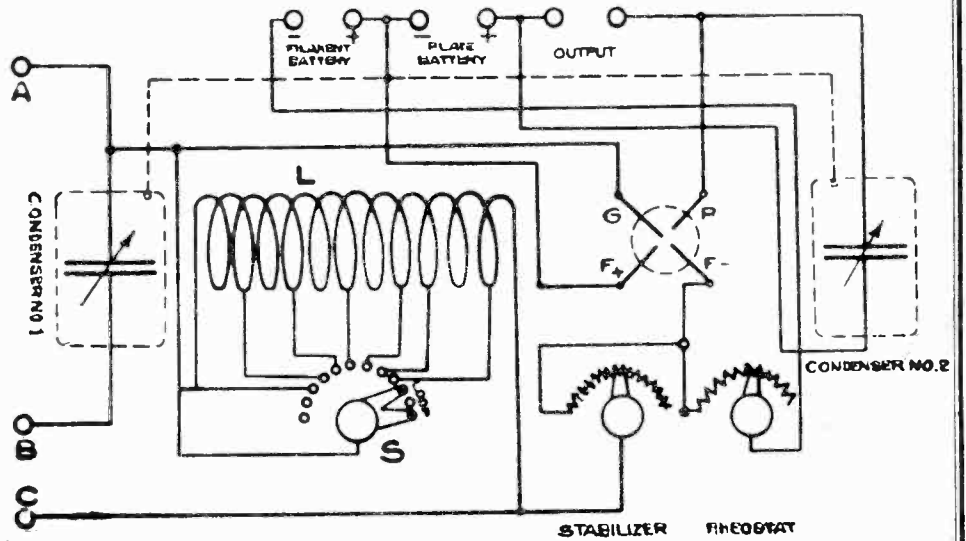 - + - +
FILAMENT
BATTERY
PLATE
BATTERY
OUTPUT
A
L
G P
F+ F-
CONDENSER NO 1
CONDENSER NO. 2
B
S
C
STABILIZER RHEOSTAT